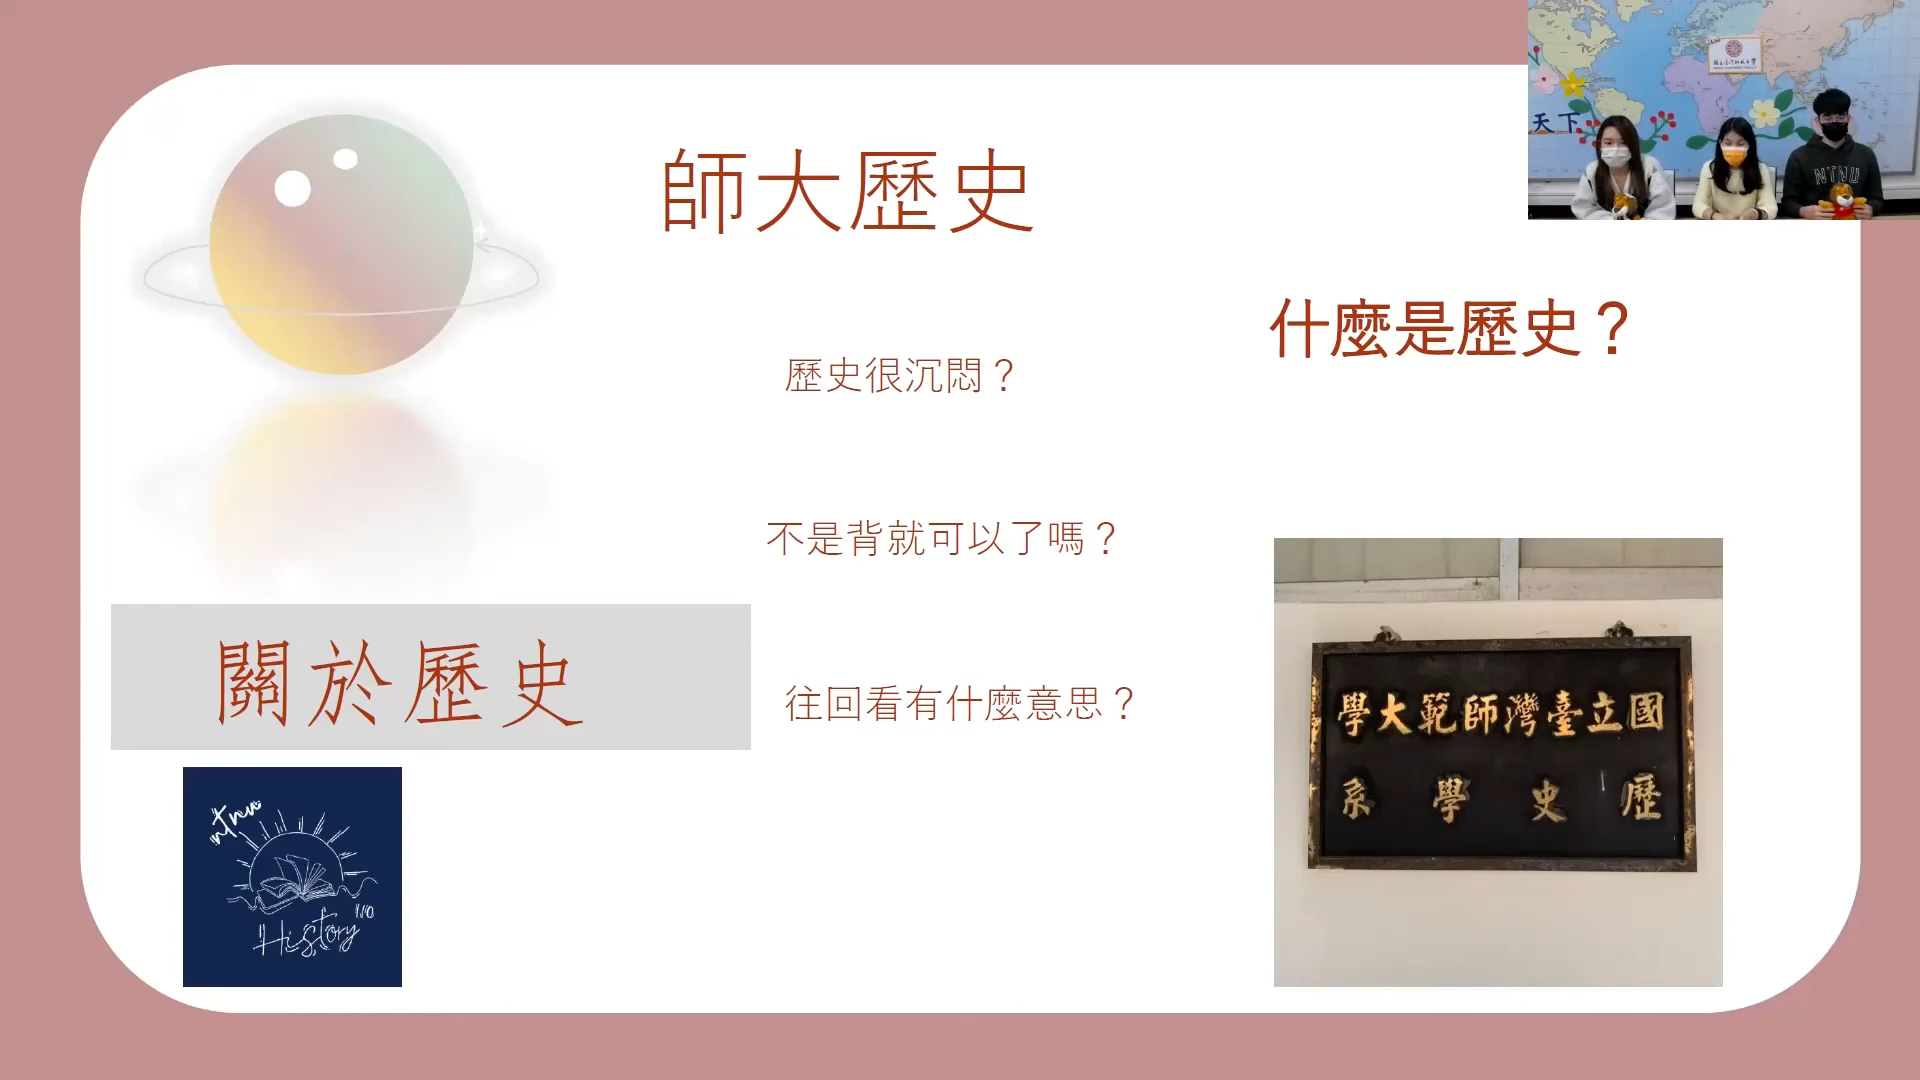 師大歷史
什麼是歷史？
歷史很沉悶？
不是背就可以了嗎？
往回看有什麼意思？
關於歷史
ntnu
History
110
國立臺灣師範大學
歷史學系
天下
NTNU